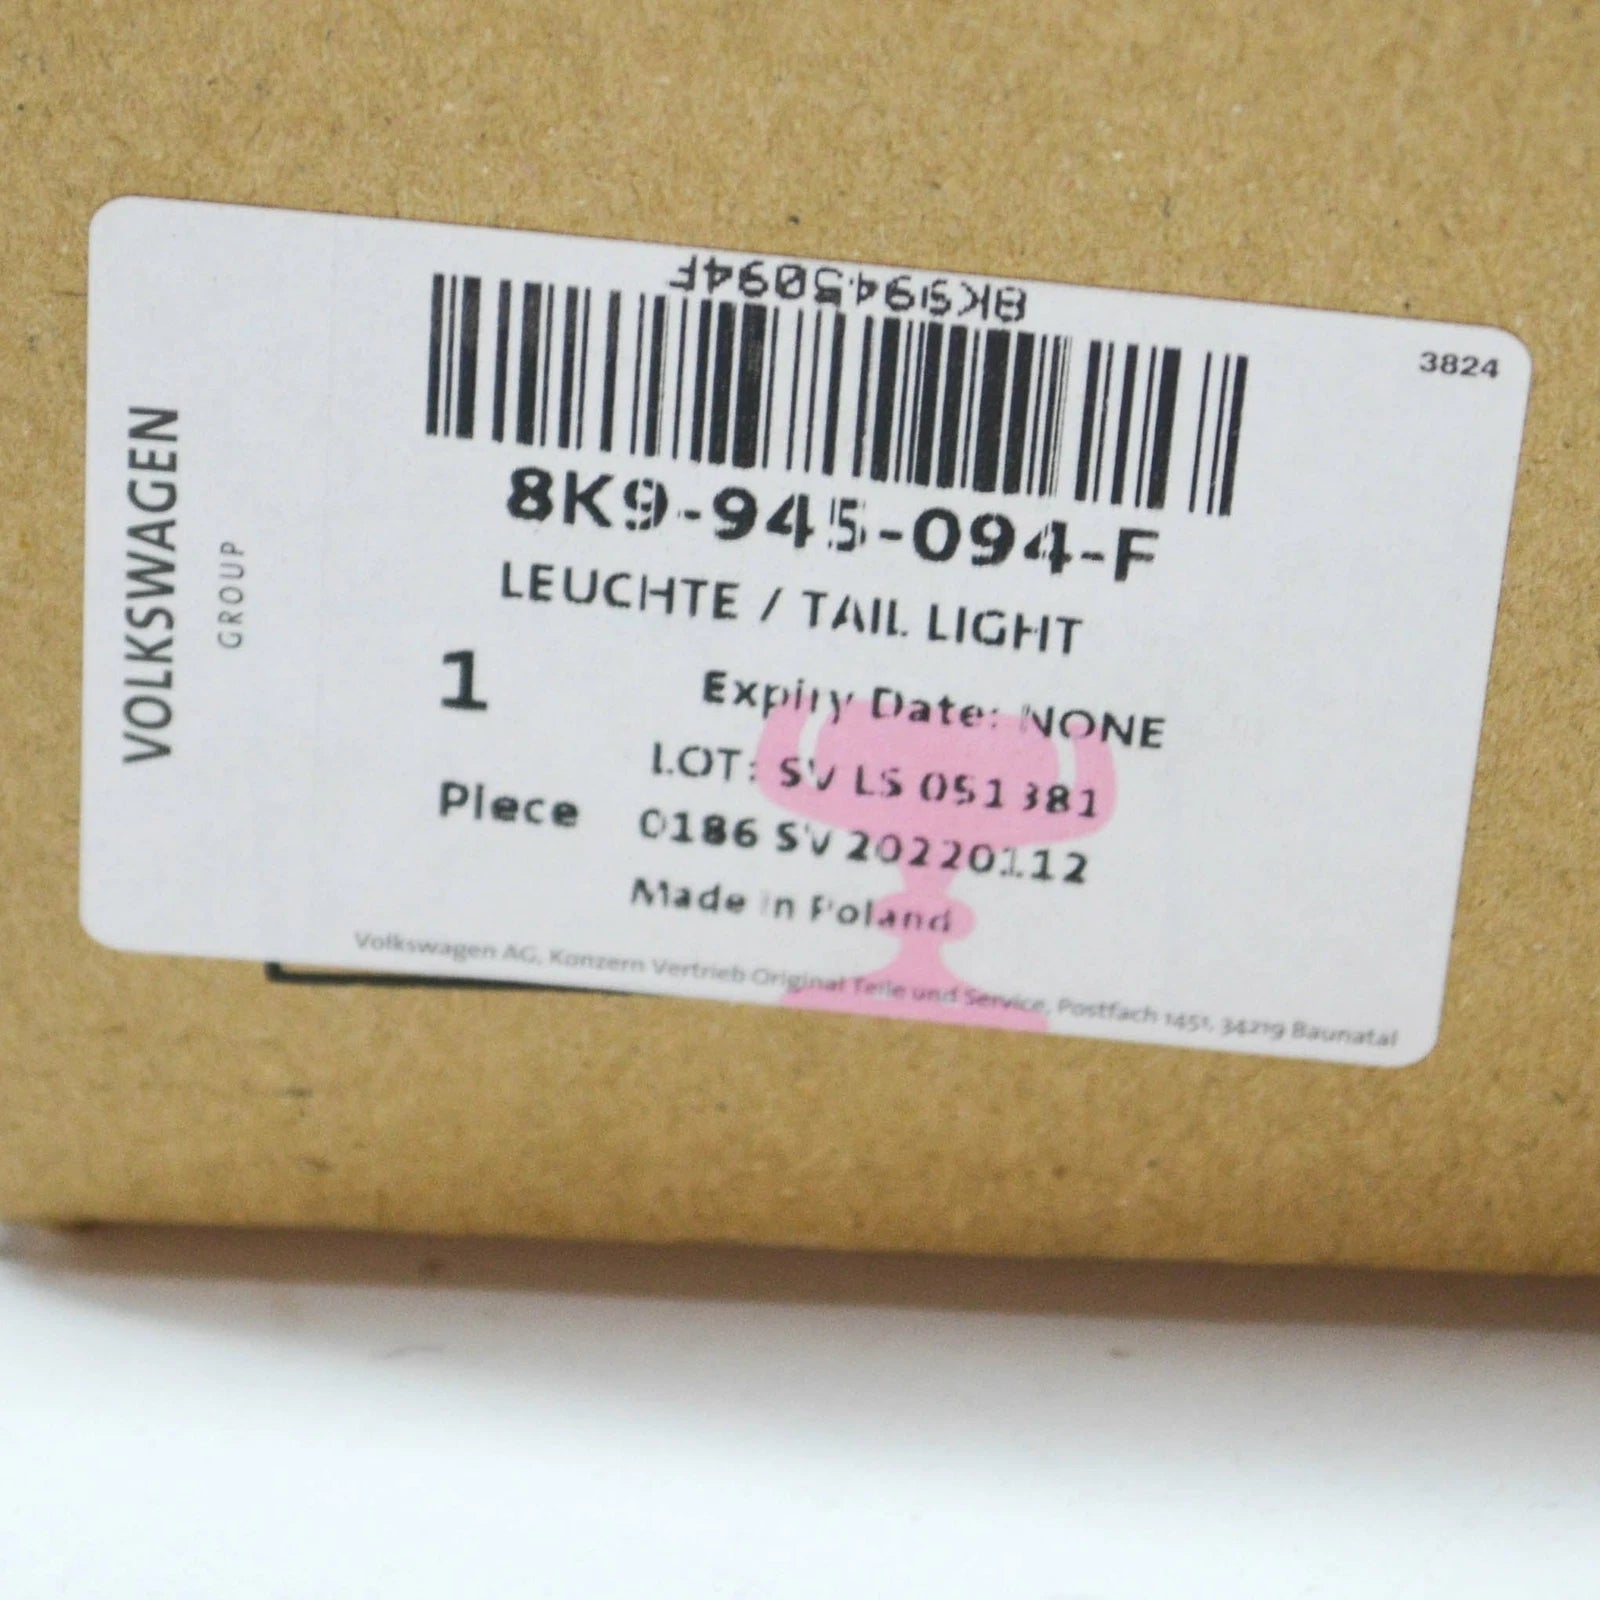 8K9945094F
3824
8K9-945-094-F
LEUCHTE / TAIL LIGHT
1
Expiry Date: NONE
LOT: SV LS 051381
Piece
0186 SV 20220112
Made in Poland
Volkswagen AG, Konzern Vertrieb Original Teile und Service, Postfach 1451, 34219 Baunatal
VOLKSWAGEN
GROUP